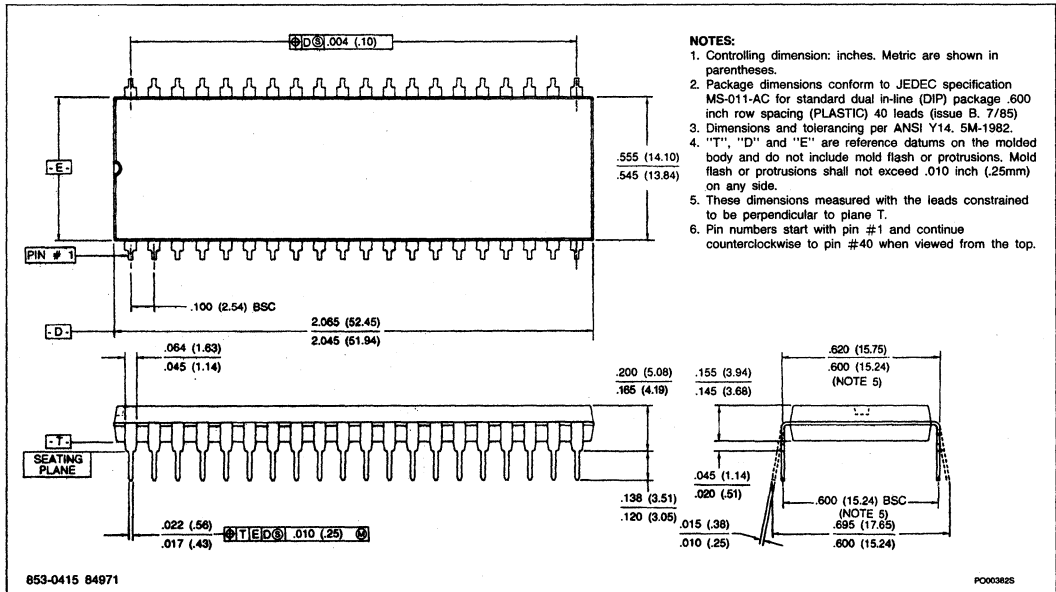 ⌖ D Ⓢ .004 (.10)
NOTES:
1. Controlling dimension: inches. Metric are shown in
parentheses.
2. Package dimensions conform to JEDEC specification
MS-011-AC for standard dual in-line (DIP) package .600
inch row spacing (PLASTIC) 40 leads (issue B. 7/85)
3. Dimensions and tolerancing per ANSI Y14. 5M-1982.
4. "T", "D" and "E" are reference datums on the molded
body and do not include mold flash or protrusions. Mold
flash or protrusions shall not exceed .010 inch (.25mm)
on any side.
5. These dimensions measured with the leads constrained
to be perpendicular to plane T.
6. Pin numbers start with pin #1 and continue
counterclockwise to pin #40 when viewed from the top.
-E-
.555 (14.10)
.545 (13.84)
PIN # 1
.100 (2.54) BSC
-D-
2.065 (52.45)
2.045 (51.94)
.064 (1.63)
.045 (1.14)
.200 (5.08)
.165 (4.19)
.155 (3.94)
.145 (3.68)
.620 (15.75)
.600 (15.24)
(NOTE 5)
-T-
SEATING
PLANE
.045 (1.14)
.020 (.51)
.138 (3.51)
.120 (3.05)
.600 (15.24) BSC
(NOTE 5)
.022 (.56)
.017 (.43)
⌖ T E D Ⓢ .010 (.25) Ⓜ
.015 (.38)
.010 (.25)
.695 (17.65)
.600 (15.24)
853-0415 84971
PO00382S